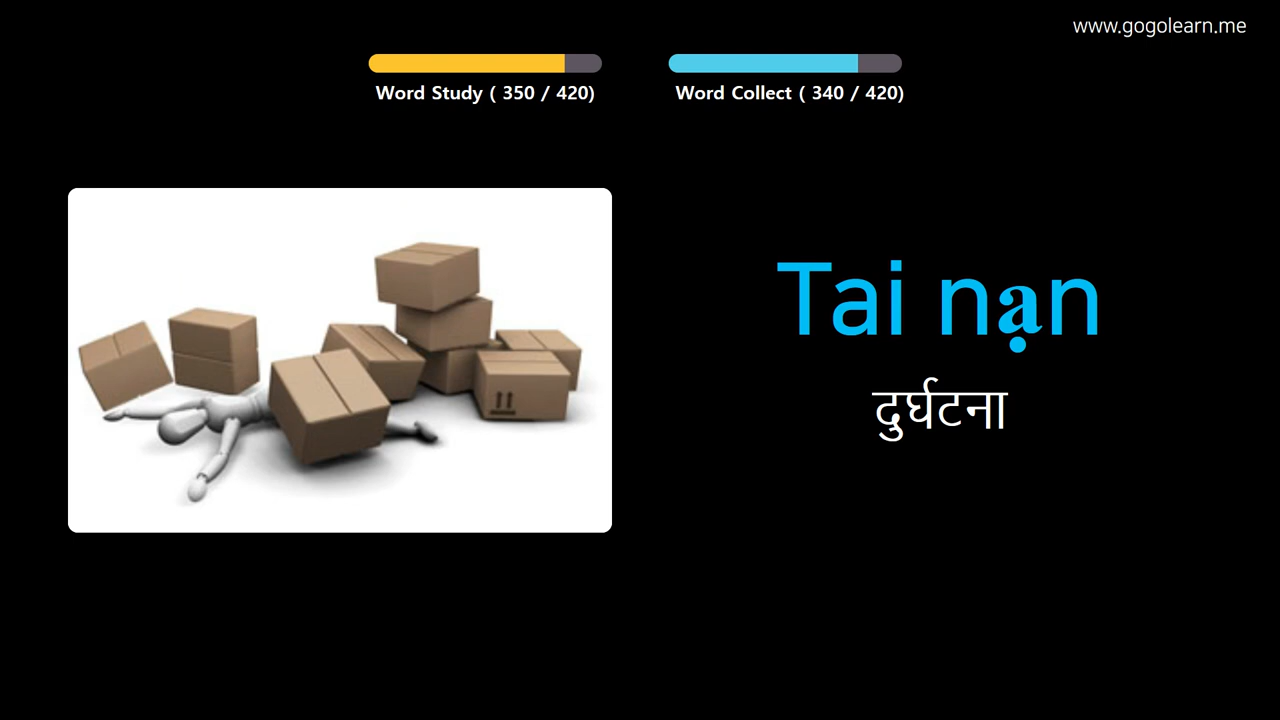 www.gogolearn.me
Word Study ( 350 / 420)
Word Collect ( 340 / 420)
Tai nạn
दुर्घटना